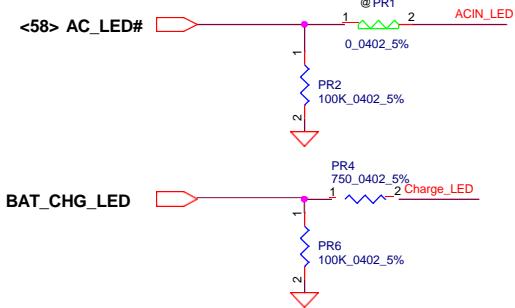 @PR1
<58> AC_LED#
1
2
ACIN_LED
0_0402_5%
1
PR2
100K_0402_5%
2
PR4
750_0402_5%
BAT_CHG_LED
1
2
Charge_LED
1
PR6
100K_0402_5%
2